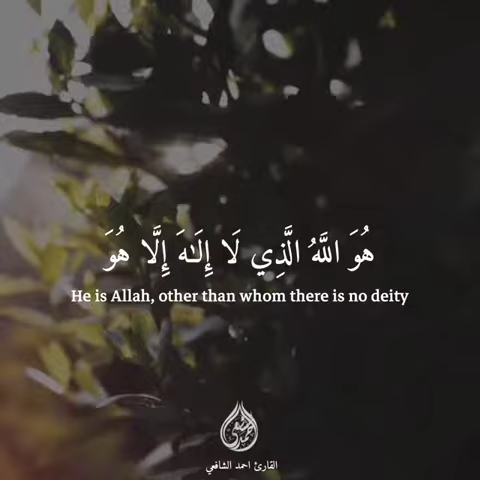 هُوَ اللَّهُ الَّذِي لَا إِلَٰهَ إِلَّا هُوَ
He is Allah, other than whom there is no deity
القارئ احمد الشافعي